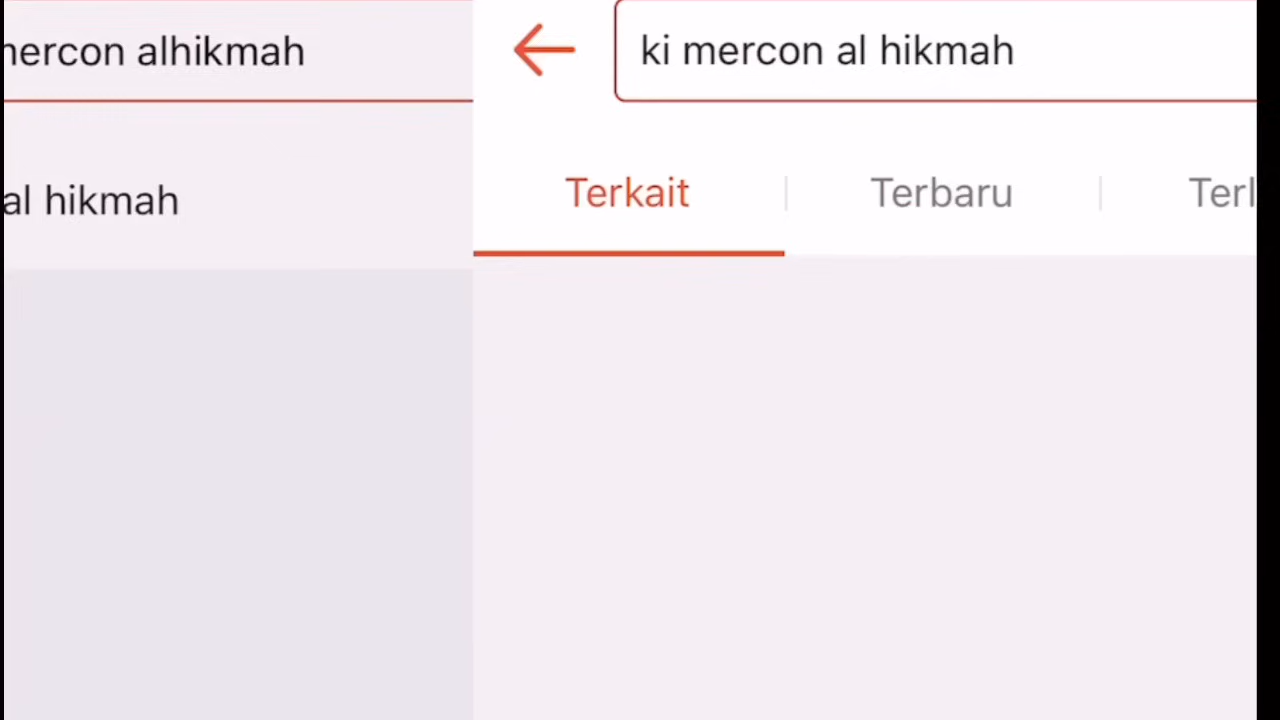 mercon alhikmah
al hikmah
ki mercon al hikmah
Terkait
Terbaru